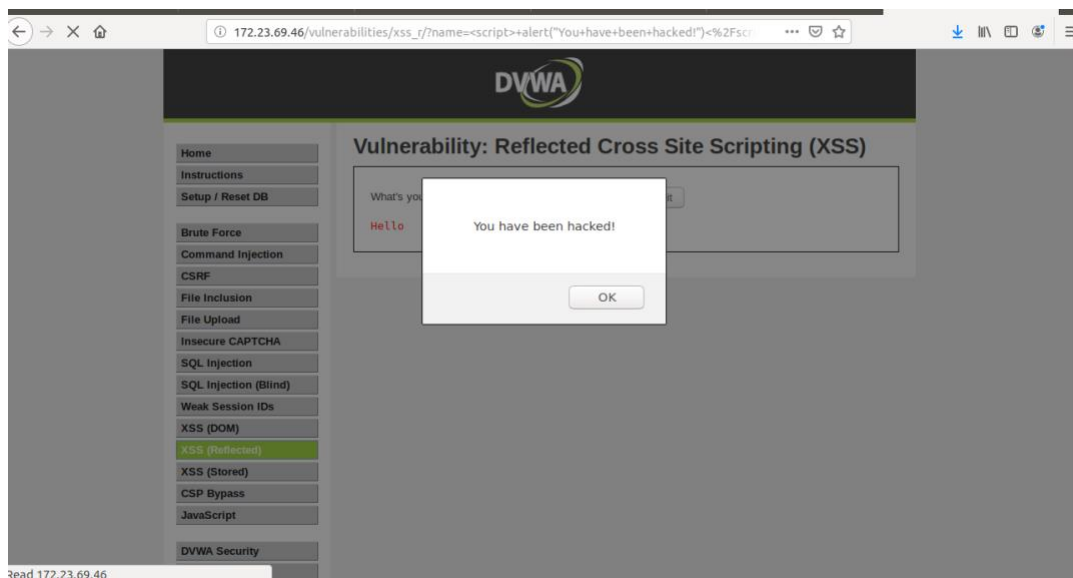 172.23.69.46/vulnerabilities/xss_r/?name=<script>+alert("You+have+been+hacked!")<%2Fscr
DVWA
Home
Instructions
Setup / Reset DB
Brute Force
Command Injection
CSRF
File Inclusion
File Upload
Insecure CAPTCHA
SQL Injection
SQL Injection (Blind)
Weak Session IDs
XSS (DOM)
XSS (Reflected)
XSS (Stored)
CSP Bypass
JavaScript
DVWA Security
Vulnerability: Reflected Cross Site Scripting (XSS)
What's you
Hello
You have been hacked!
OK
Read 172.23.69.46